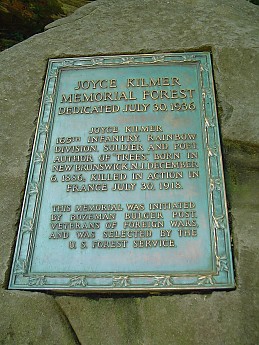 JOYCE KILMER
MEMORIAL FOREST
DEDICATED JULY 30, 1936.
JOYCE KILMER
165TH INFANTRY, RAINBOW
DIVISION, SOLDIER AND POET,
AUTHOR OF "TREES," BORN IN
NEW BRUNSWICK N.J. DECEMBER
6, 1886, KILLED IN ACTION IN
FRANCE JULY 30, 1918.
THIS MEMORIAL WAS INITIATED
BY BOZEMAN BULGER POST,
VETERANS OF FOREIGN WARS,
AND WAS SELECTED BY THE
U. S. FOREST SERVICE.